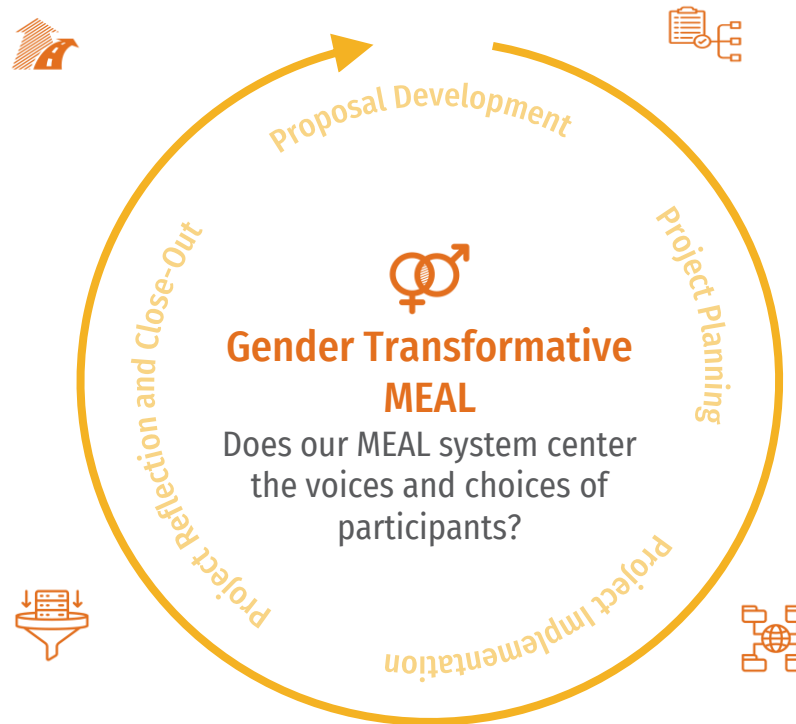 Proposal Development
Project Planning
Project Implementation
Project Reflection and Close-Out
Gender Transformative
MEAL
Does our MEAL system center
the voices and choices of
participants?